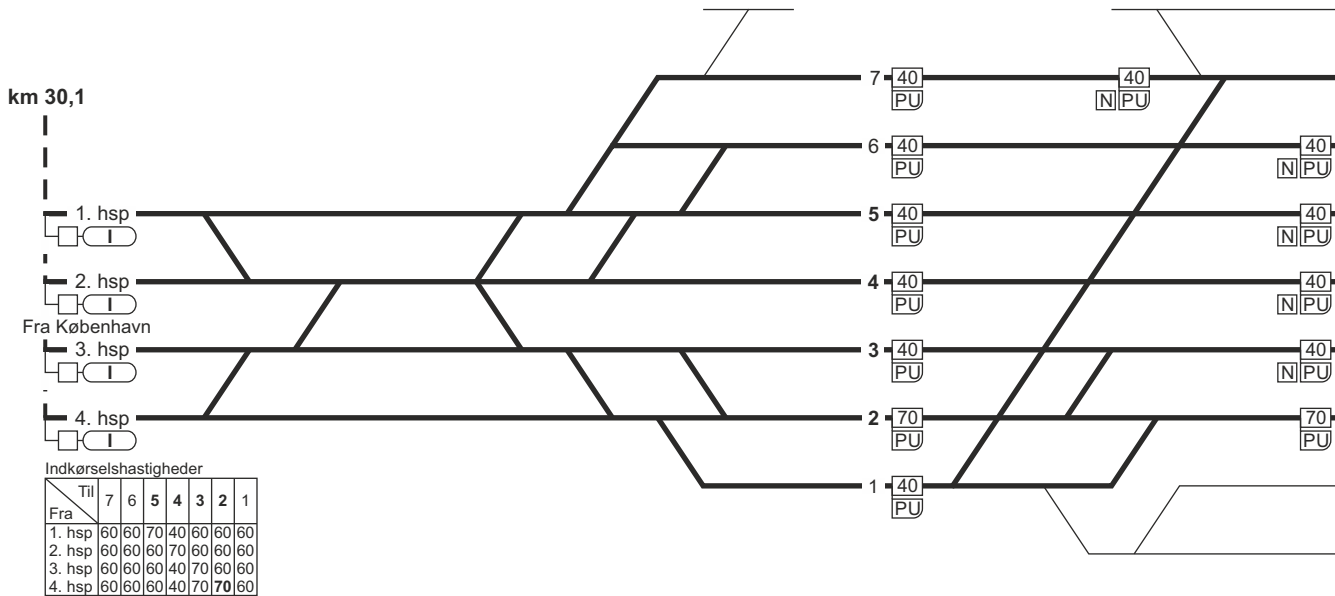 7 40 40
PU N PU
km 30,1
6 40 40
PU N PU
1. hsp 5 40 40
I PU N PU
2. hsp 4 40 40
I PU N PU
Fra København
3. hsp 3 40 40
I PU N PU
4. hsp 2 70 70
I PU PU
Indkørselshastigheder
1 40
PU
Til 7 6 5 4 3 2 1
Fra
1. hsp 60 60 70 40 60 60 60
2. hsp 60 60 60 70 60 60 60
3. hsp 60 60 60 40 70 60 60
4. hsp 60 60 60 40 70 70 60